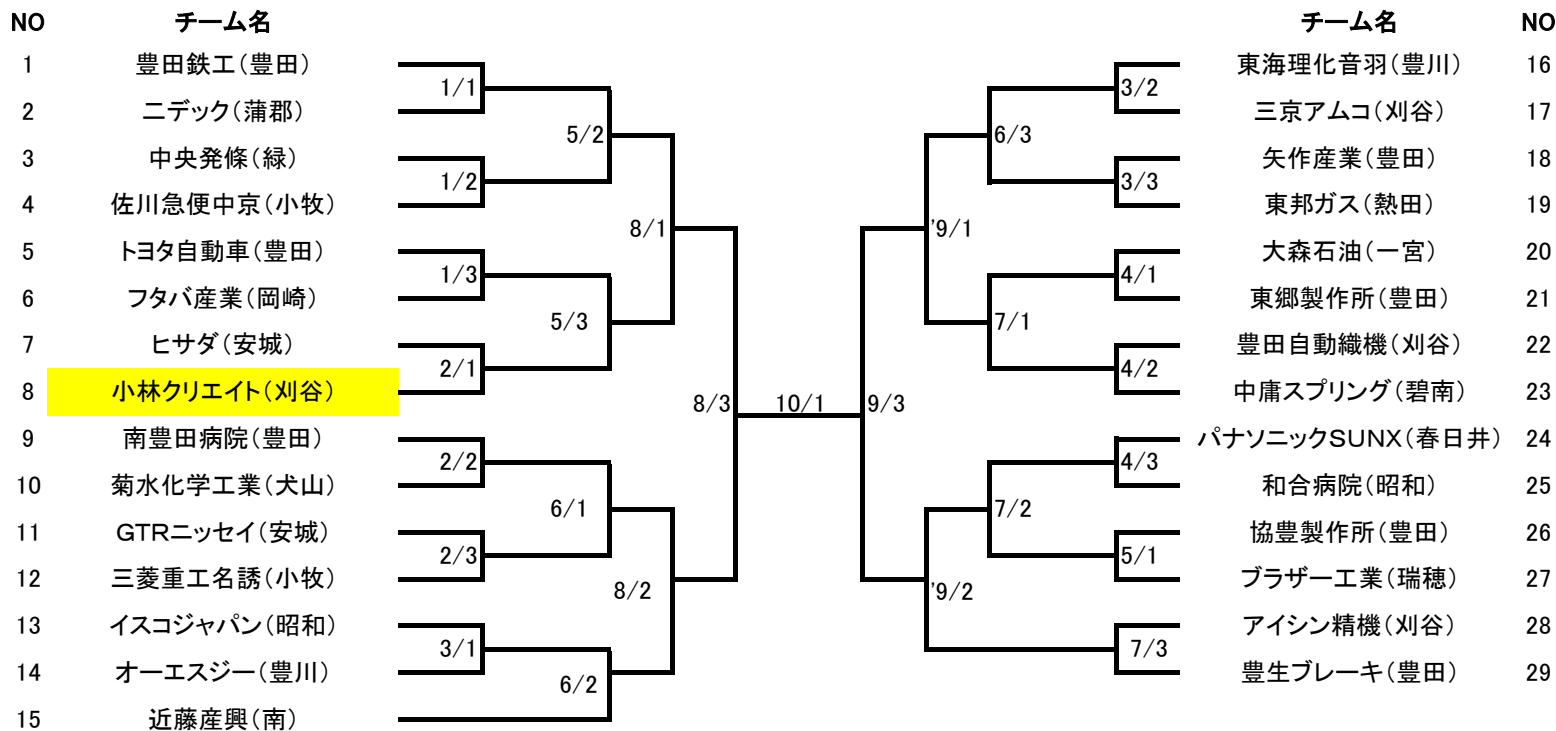 NO チーム名 チーム名 NO
1 豊田鉄工(豊田) 東海理化音羽(豊川) 16
1/1 3/2
2 ニデック(蒲郡) 三京アムコ(刈谷) 17
5/2 6/3
3 中央発條(緑) 矢作産業(豊田) 18
1/2 3/3
4 佐川急便中京(小牧) 東邦ガス(熱田) 19
8/1 '9/1
5 トヨタ自動車(豊田) 大森石油(一宮) 20
1/3 4/1
6 フタバ産業(岡崎) 東郷製作所(豊田) 21
5/3 7/1
7 ヒサダ(安城) 豊田自動織機(刈谷) 22
2/1 4/2
8 小林クリエイト(刈谷) 中庸スプリング(碧南) 23
8/3 10/1 9/3
9 南豊田病院(豊田) パナソニックSUNX(春日井) 24
2/2 4/3
10 菊水化学工業(犬山) 和合病院(昭和) 25
6/1 7/2
11 GTRニッセイ(安城) 協豊製作所(豊田) 26
2/3 5/1
12 三菱重工名誘(小牧) ブラザー工業(瑞穂) 27
8/2 '9/2
13 イスコジャパン(昭和) アイシン精機(刈谷) 28
3/1 7/3
14 オーエスジー(豊川) 豊生ブレーキ(豊田) 29
6/2
15 近藤産興(南)